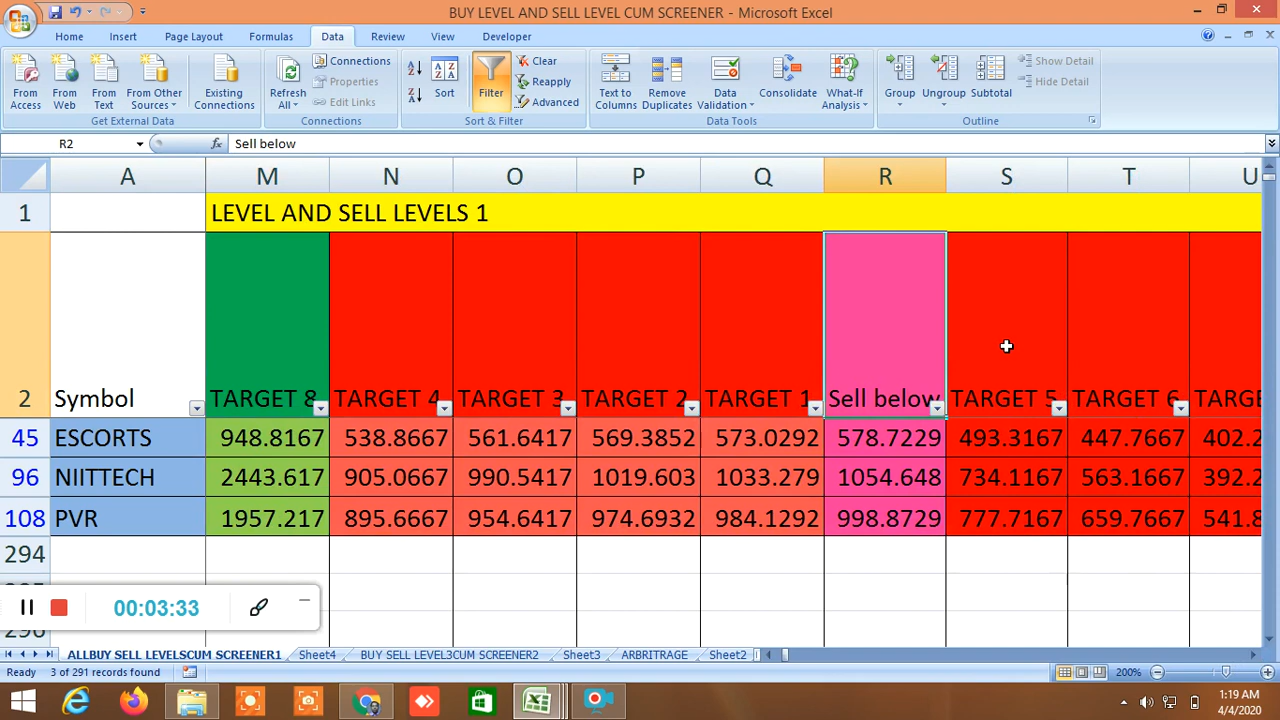 BUY LEVEL AND SELL LEVEL CUM SCREENER - Microsoft Excel
Home Insert Page Layout Formulas Data Review View Developer
From Access
From Web
From Text
From Other Sources
Existing Connections
Get External Data
Refresh All
Connections
Properties
Edit Links
Connections
Sort
Filter
Clear
Reapply
Advanced
Sort & Filter
Text to Columns
Remove Duplicates
Data Validation
Consolidate
What-If Analysis
Data Tools
Group
Ungroup
Subtotal
Show Detail
Hide Detail
Outline
R2 fx Sell below
A M N O P Q R S T U
1 LEVEL AND SELL LEVELS 1
2 Symbol TARGET 8 TARGET 4 TARGET 3 TARGET 2 TARGET 1 Sell below TARGET 5 TARGET 6 TARGE
45 ESCORTS 948.8167 538.8667 561.6417 569.3852 573.0292 578.7229 493.3167 447.7667 402.2
96 NIITTECH 2443.617 905.0667 990.5417 1019.603 1033.279 1054.648 734.1167 563.1667 392.2
108 PVR 1957.217 895.6667 954.6417 974.6932 984.1292 998.8729 777.7167 659.7667 541.8
294
00:03:33
ALLBUY SELL LEVELSCUM SCREENER1 Sheet4 BUY SELL LEVEL3CUM SCREENER2 Sheet3 ARBRITRAGE Sheet2
Ready 3 of 291 records found 200%
1:19 AM
4/4/2020